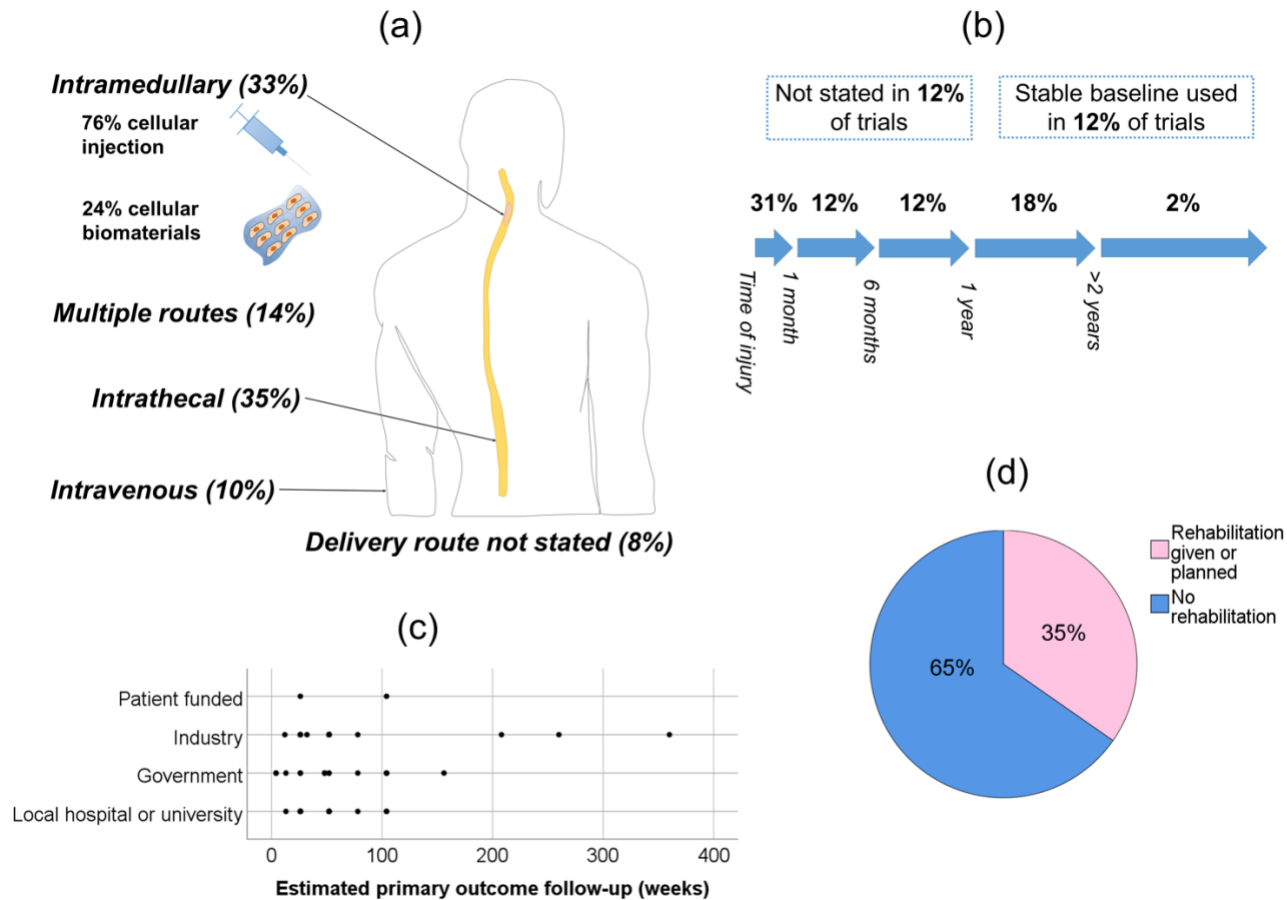 (a)
Intramedullary (33%)
76% cellular
injection
24% cellular
biomaterials
Multiple routes (14%)
Intrathecal (35%)
Intravenous (10%)
Delivery route not stated (8%)
(b)
Not stated in 12%
of trials
Stable baseline used
in 12% of trials
31%
12%
12%
18%
2%
Time of injury
1 month
6 months
1 year
>2 years
(c)
Patient funded
Industry
Government
Local hospital or university
0
100
200
300
400
Estimated primary outcome follow-up (weeks)
(d)
35%
65%
Rehabilitation
given or
planned
No
rehabilitation